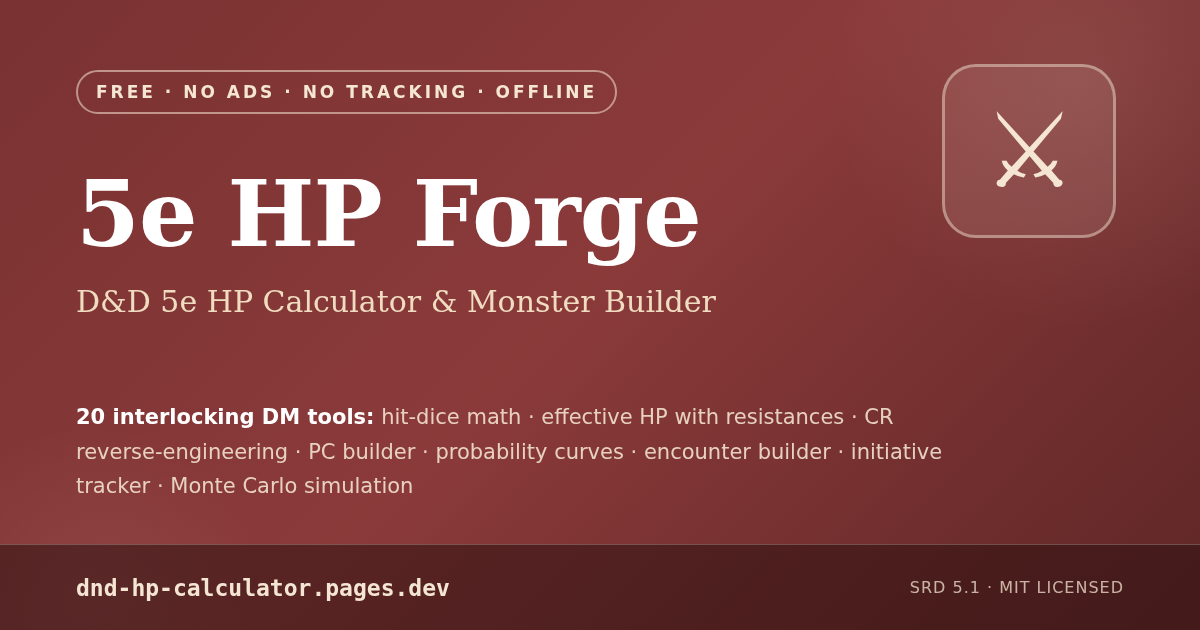 FREE · NO ADS · NO TRACKING · OFFLINE
5e HP Forge
D&D 5e HP Calculator & Monster Builder
20 interlocking DM tools: hit-dice math · effective HP with resistances · CR
reverse-engineering · PC builder · probability curves · encounter builder · initiative
tracker · Monte Carlo simulation
dnd-hp-calculator.pages.dev
SRD 5.1 · MIT LICENSED